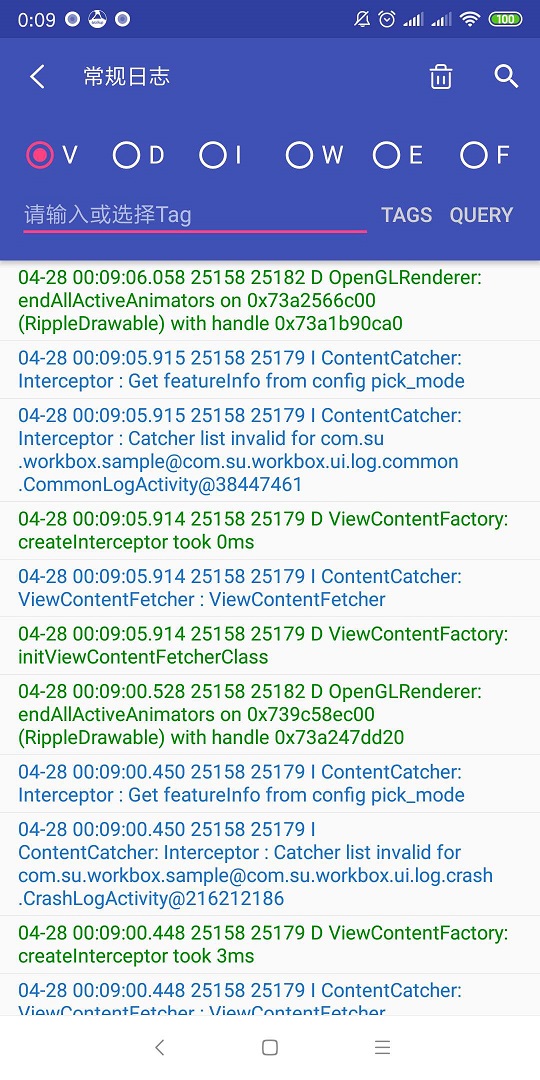 0:09
100
常规日志
V D I W E F
请输入或选择Tag TAGS QUERY
04-28 00:09:06.058 25158 25182 D OpenGLRenderer:
endAllActiveAnimators on 0x73a2566c00
(RippleDrawable) with handle 0x73a1b90ca0
04-28 00:09:05.915 25158 25179 I ContentCatcher:
Interceptor : Get featureInfo from config pick_mode
04-28 00:09:05.915 25158 25179 I ContentCatcher:
Interceptor : Catcher list invalid for com.su
.workbox.sample@com.su.workbox.ui.log.common
.CommonLogActivity@38447461
04-28 00:09:05.914 25158 25179 D ViewContentFactory:
createInterceptor took 0ms
04-28 00:09:05.914 25158 25179 I ContentCatcher:
ViewContentFetcher : ViewContentFetcher
04-28 00:09:05.914 25158 25179 D ViewContentFactory:
initViewContentFetcherClass
04-28 00:09:00.528 25158 25182 D OpenGLRenderer:
endAllActiveAnimators on 0x739c58ec00
(RippleDrawable) with handle 0x73a247dd20
04-28 00:09:00.450 25158 25179 I ContentCatcher:
Interceptor : Get featureInfo from config pick_mode
04-28 00:09:00.450 25158 25179 I
ContentCatcher: Interceptor : Catcher list invalid for
com.su.workbox.sample@com.su.workbox.ui.log.crash
.CrashLogActivity@216212186
04-28 00:09:00.448 25158 25179 D ViewContentFactory:
createInterceptor took 3ms
04-28 00:09:00.448 25158 25179 I ContentCatcher:
ViewContentFetcher : ViewContentFetcher